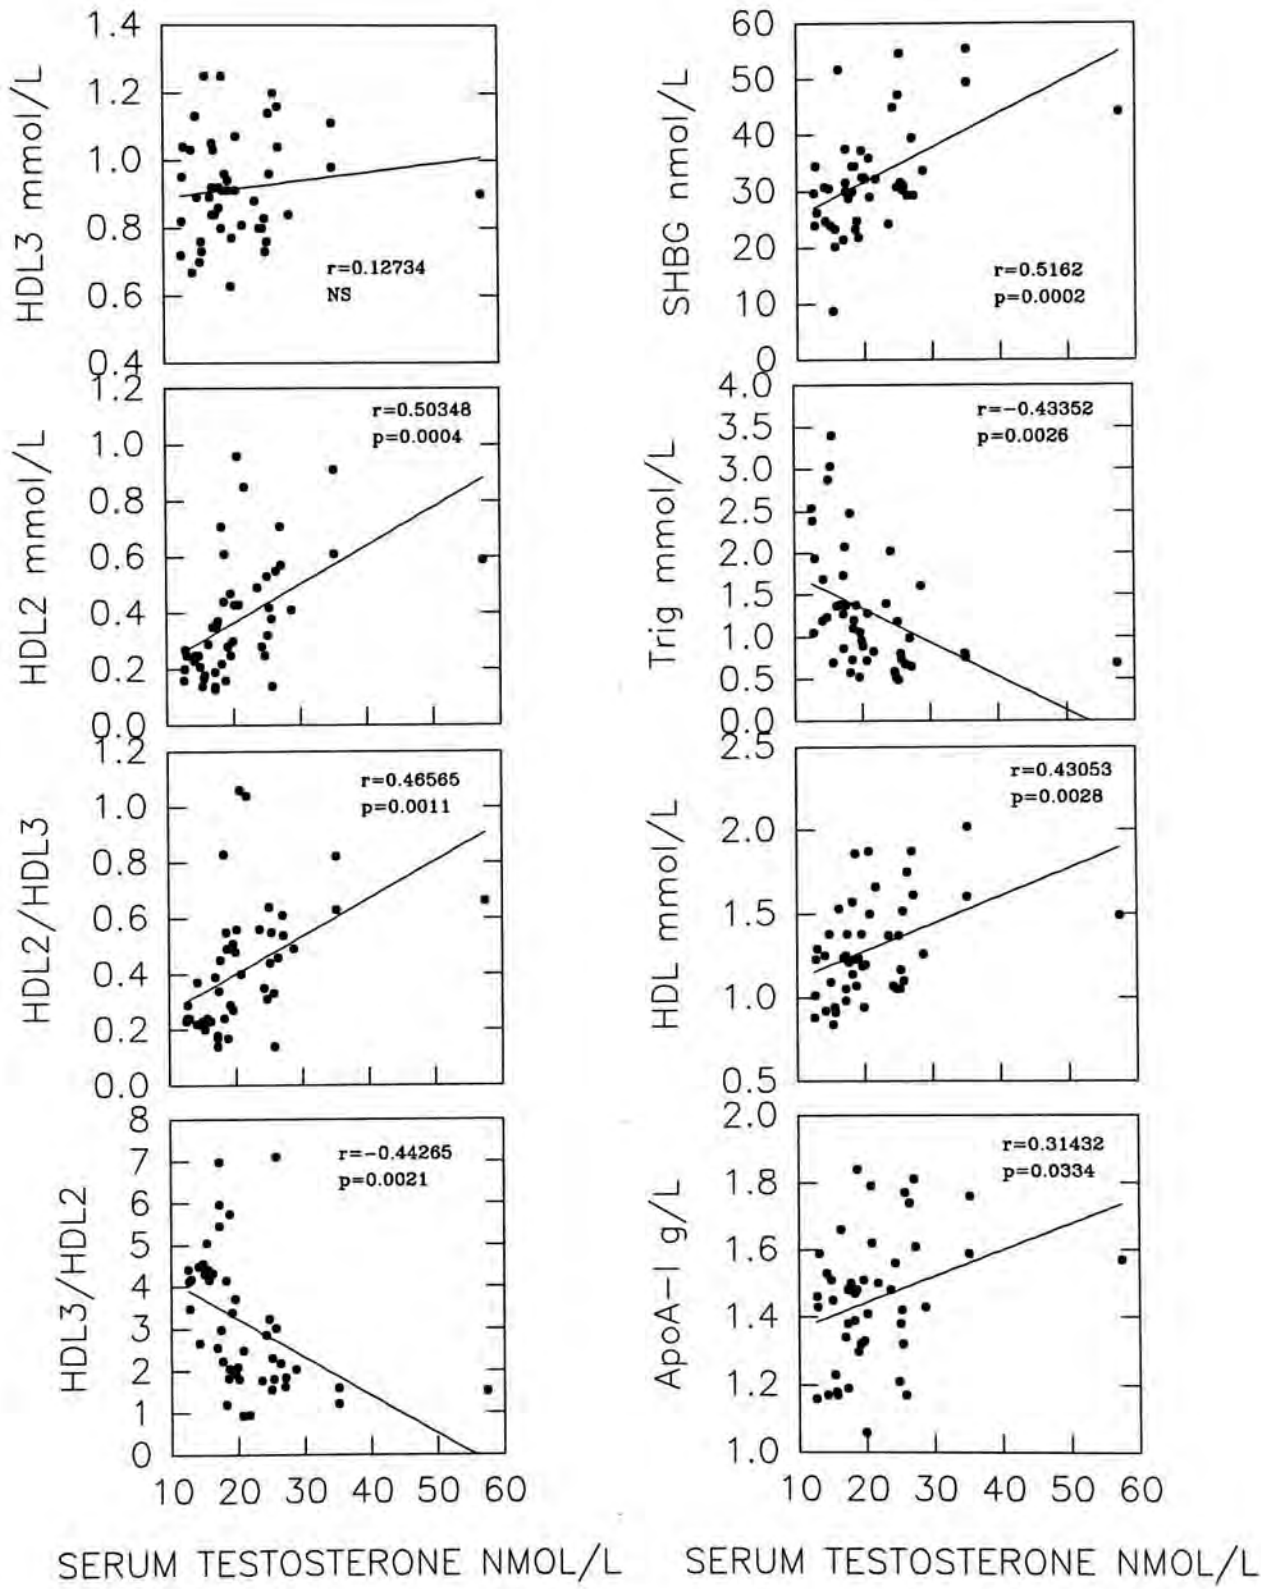 HDL3 mmol/L
1.4
1.2
1.0
0.8
0.6
0.4
r=0.12734
NS
SHBG nmol/L
60
50
40
30
20
10
0
r=0.5162
p=0.0002
HDL2 mmol/L
1.2
1.0
0.8
0.6
0.4
0.2
0.0
r=0.50348
p=0.0004
Trig mmol/L
4.0
3.5
3.0
2.5
2.0
1.5
1.0
0.5
0.0
r=-0.43352
p=0.0026
HDL2/HDL3
1.2
1.0
0.8
0.6
0.4
0.2
0.0
r=0.46565
p=0.0011
HDL mmol/L
2.5
2.0
1.5
1.0
0.5
r=0.43053
p=0.0028
HDL3/HDL2
8
7
6
5
4
3
2
1
0
r=-0.44265
p=0.0021
10 20 30 40 50 60
SERUM TESTOSTERONE NMOL/L
ApoA-I g/L
2.0
1.8
1.6
1.4
1.2
1.0
r=0.31432
p=0.0334
10 20 30 40 50 60
SERUM TESTOSTERONE NMOL/L